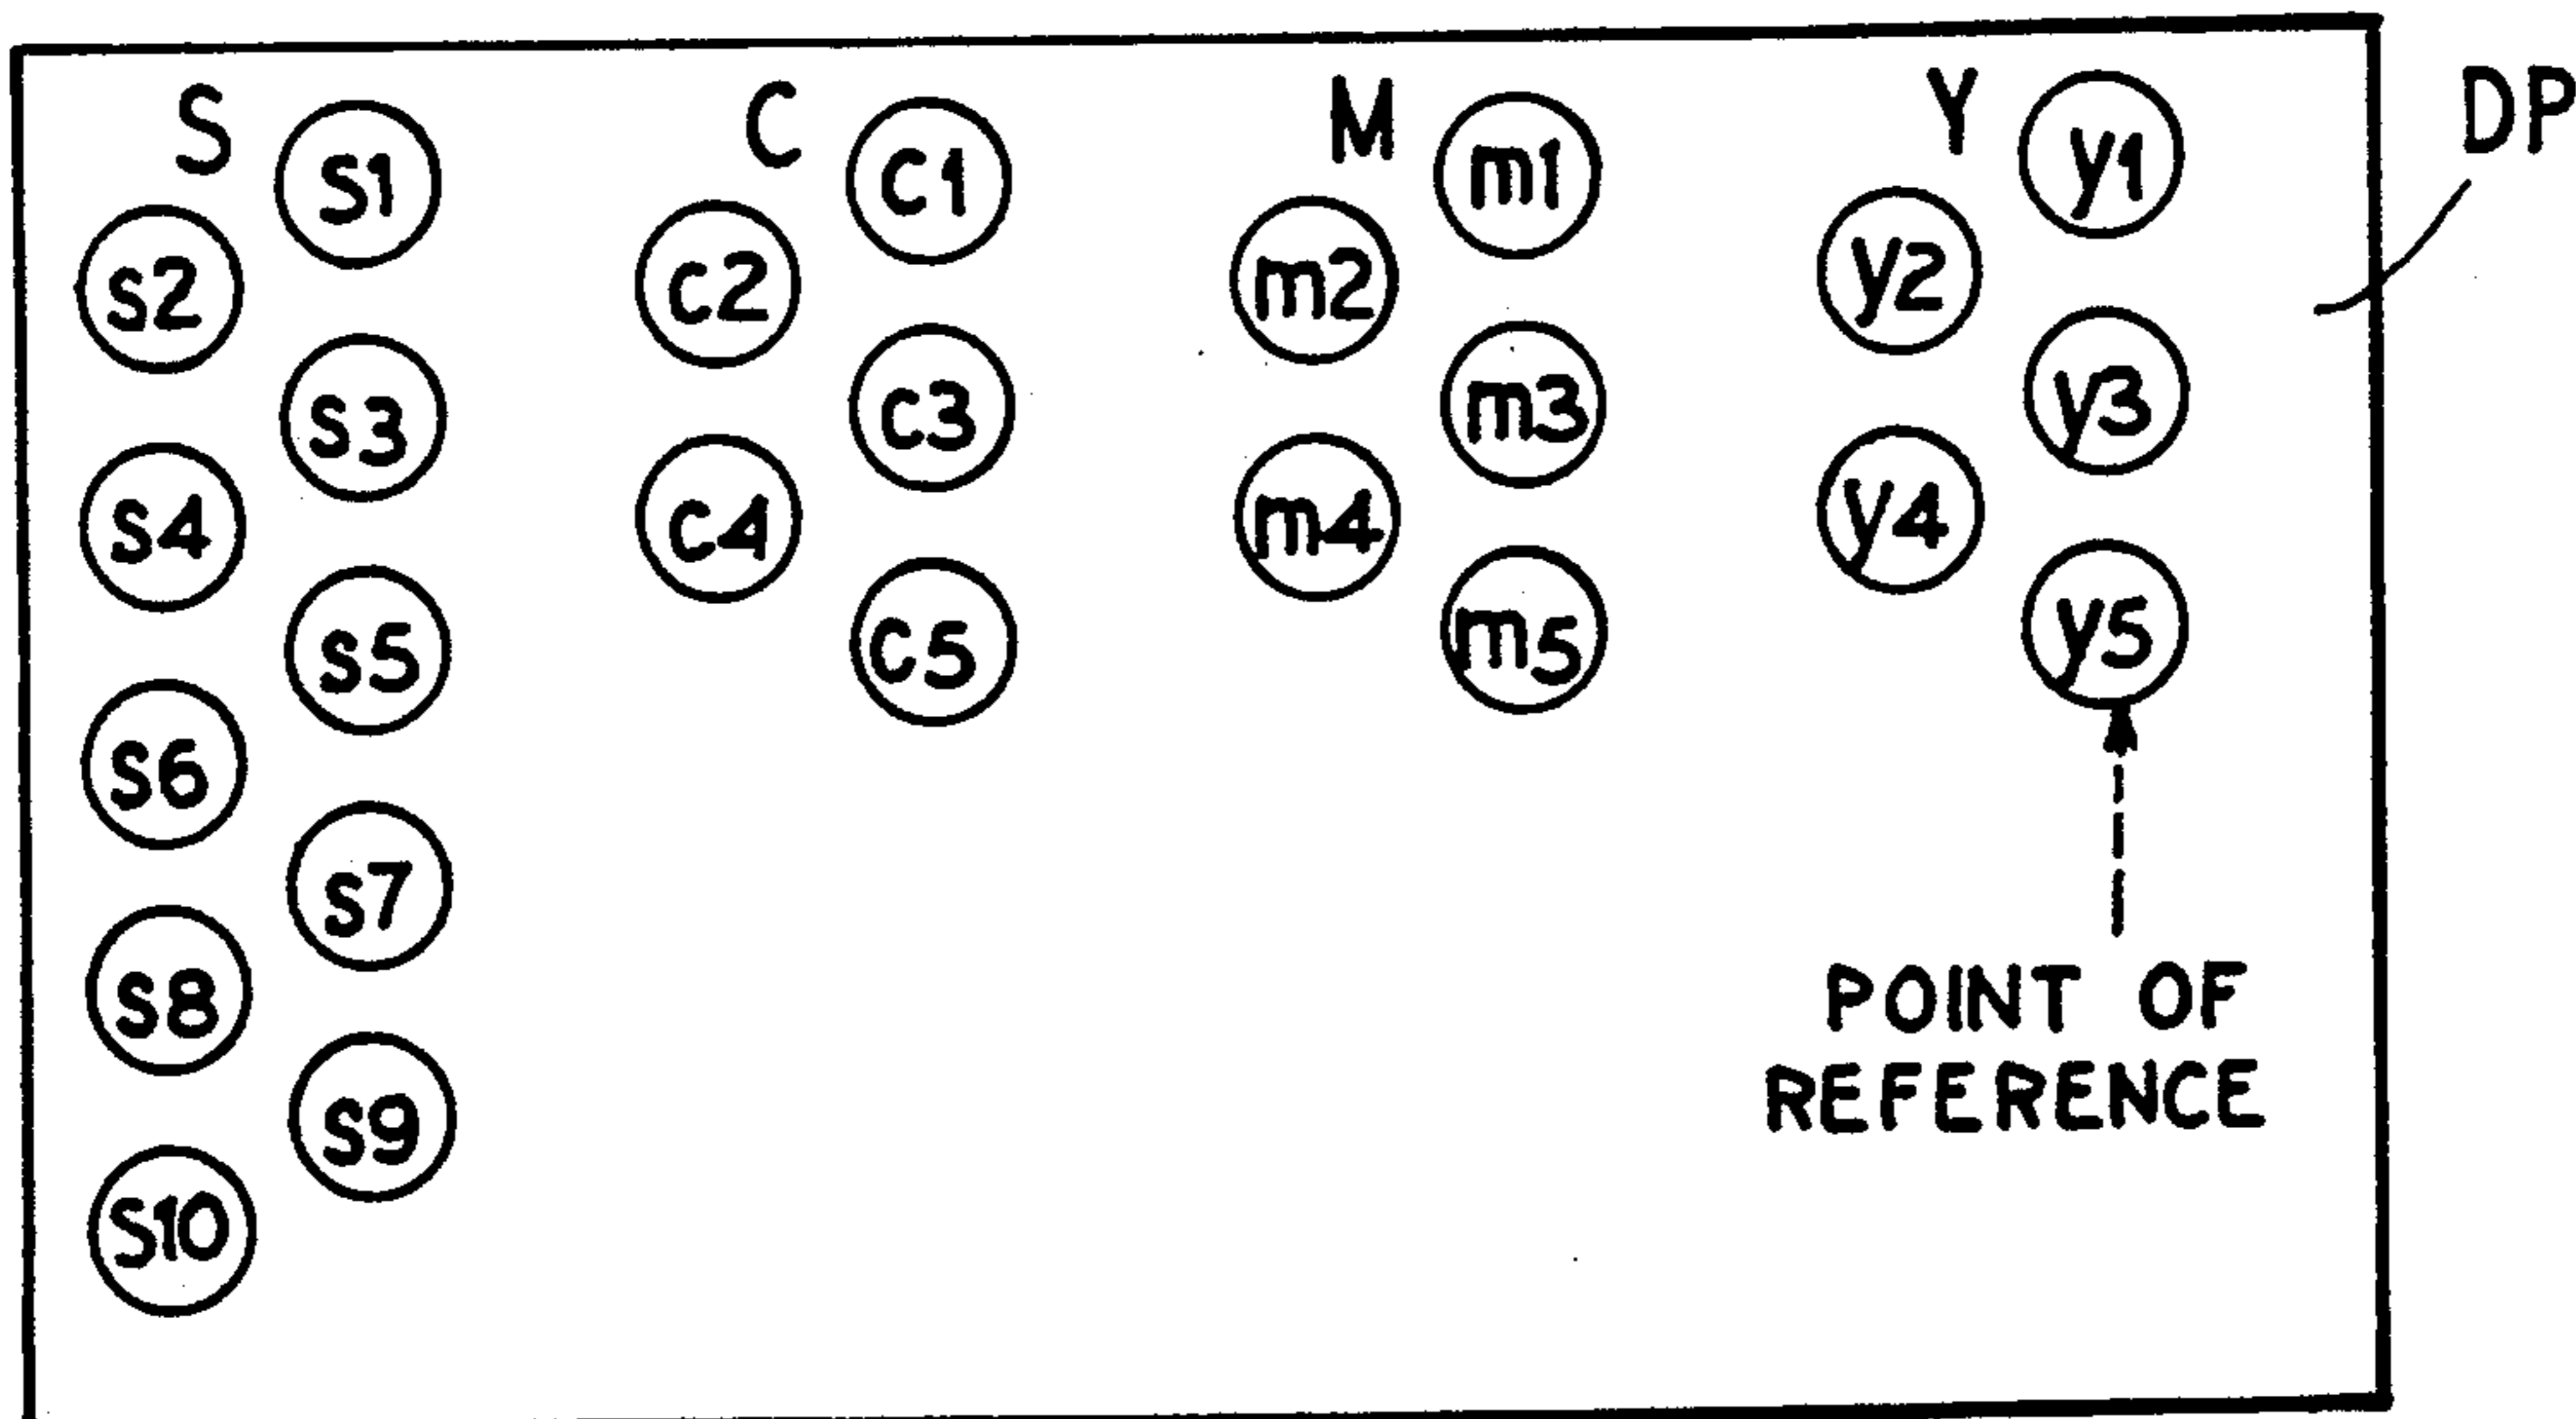 S s1 C c1 M m1 Y y1 DP
s2 c2 m2 y2
s3 c3 m3 y3
s4 c4 m4 y4
s5 c5 m5 y5
s6
s7
s8
s9
s10
POINT OF
REFERENCE